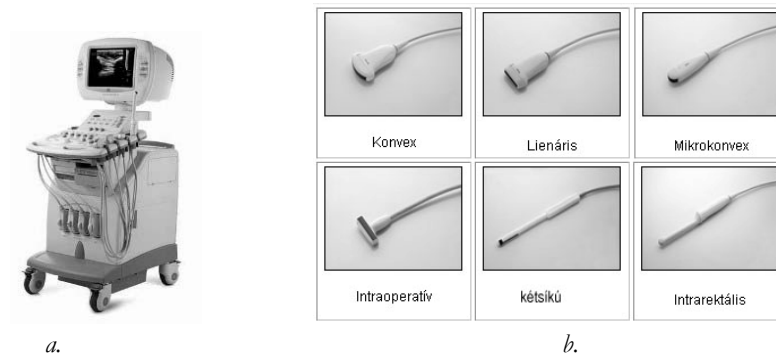 Konvex
Lienáris
Mikrokonvex
Intraoperatív
kétsíkú
Intrarektális
a.
b.